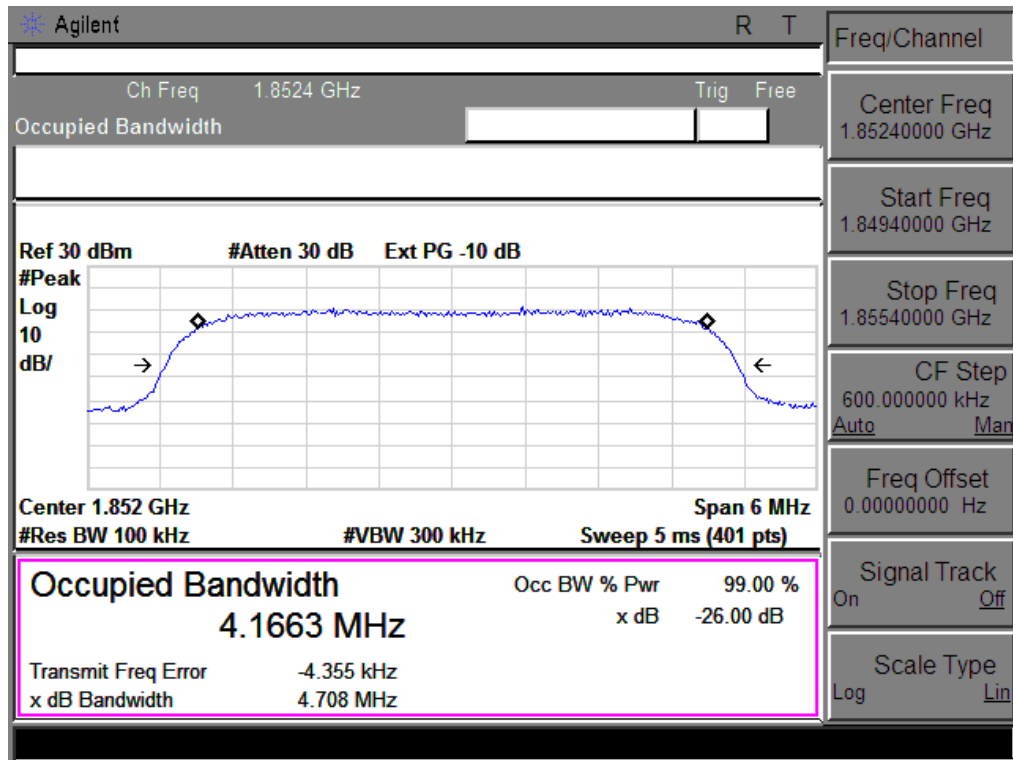 Agilent R T
Ch Freq 1.8524 GHz Trig Free
Occupied Bandwidth
Ref 30 dBm #Atten 30 dB Ext PG -10 dB
#Peak
Log
10
dB/
Center 1.852 GHz Span 6 MHz
#Res BW 100 kHz #VBW 300 kHz Sweep 5 ms (401 pts)
Occupied Bandwidth Occ BW % Pwr 99.00 %
4.1663 MHz x dB -26.00 dB
Transmit Freq Error -4.355 kHz
x dB Bandwidth 4.708 MHz
Freq/Channel
Center Freq
1.85240000 GHz
Start Freq
1.84940000 GHz
Stop Freq
1.85540000 GHz
CF Step
600.000000 kHz
Auto Man
Freq Offset
0.00000000 Hz
Signal Track
On Off
Scale Type
Log Lin